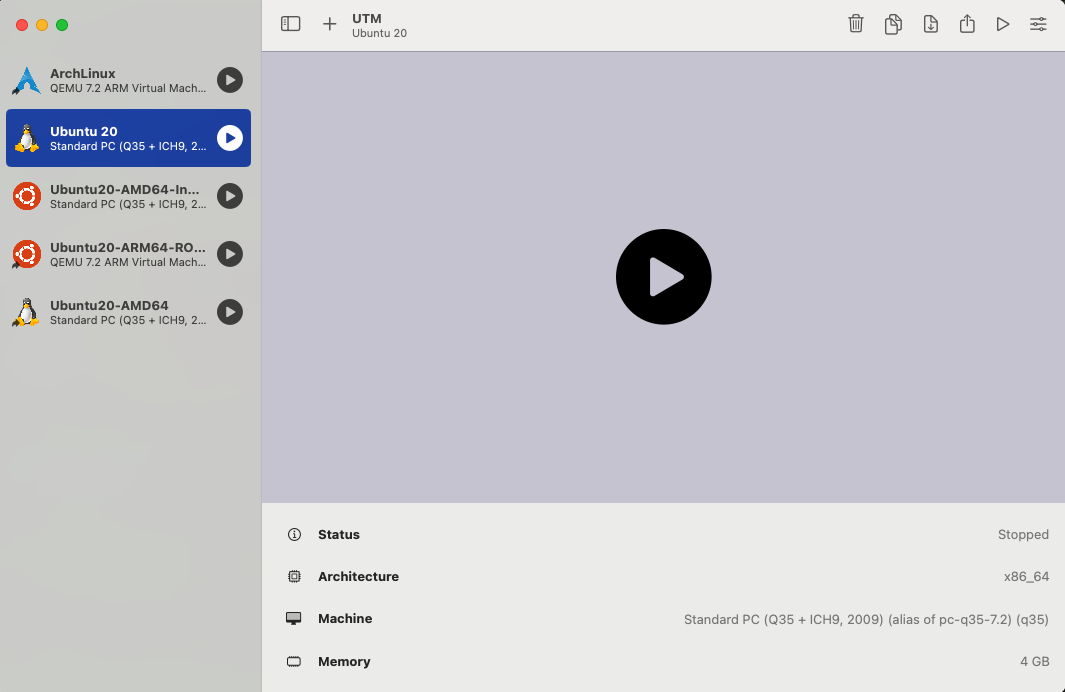 UTM
Ubuntu 20
ArchLinux
QEMU 7.2 ARM Virtual Mach...
Ubuntu 20
Standard PC (Q35 + ICH9, 2...
Ubuntu20-AMD64-In...
Standard PC (Q35 + ICH9, 2...
Ubuntu20-ARM64-RO...
QEMU 7.2 ARM Virtual Mach...
Ubuntu20-AMD64
Standard PC (Q35 + ICH9, 2...
Status Stopped
Architecture x86_64
Machine Standard PC (Q35 + ICH9, 2009) (alias of pc-q35-7.2) (q35)
Memory 4 GB